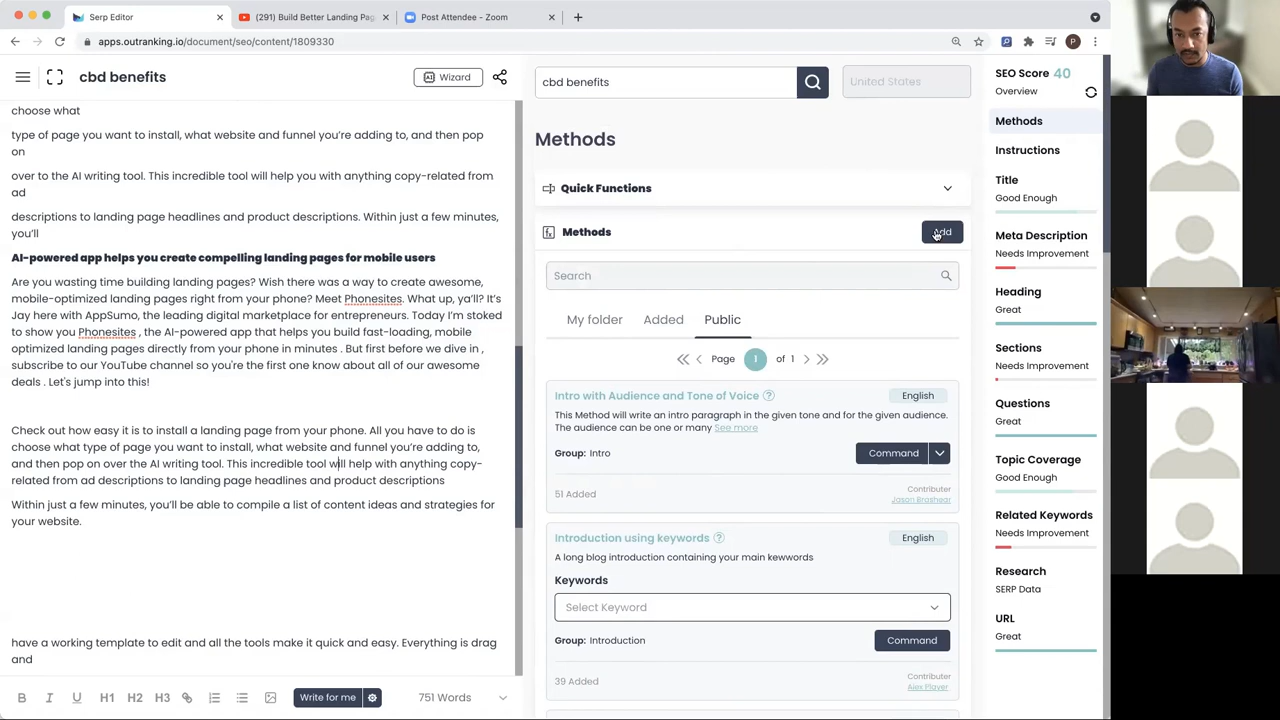 Serp Editor
(291) Build Better Landing Pag
Post Attendee - Zoom
apps.outranking.io/document/seo/content/1809330
P
cbd benefits
AI Wizard
choose what
type of page you want to install, what website and funnel you're adding to, and then pop
on
over to the AI writing tool. This incredible tool will help you with anything copy-related from
ad
descriptions to landing page headlines and product descriptions. Within just a few minutes,
you'll
AI-powered app helps you create compelling landing pages for mobile users
Are you wasting time building landing pages? Wish there was a way to create awesome,
mobile-optimized landing pages right from your phone? Meet Phonesites. What up, ya'll? It's
Jay here with AppSumo, the leading digital marketplace for entrepreneurs. Today I'm stoked
to show you Phonesites , the AI-powered app that helps you build fast-loading, mobile
optimized landing pages directly from your phone in minutes . But first before we dive in ,
subscribe to our YouTube channel so you're the first one know about all of our awesome
deals . Let's jump into this!
Check out how easy it is to install a landing page from your phone. All you have to do is
choose what type of page you want to install, what website and funnel you're adding to,
and then pop on over the AI writing tool. This incredible tool will help with anything copy-
related from ad descriptions to landing page headlines and product descriptions
Within just a few minutes, you'll be able to compile a list of content ideas and strategies for
your website.
have a working template to edit and all the tools make it quick and easy. Everything is drag
and
B I U H1 H2 H3
Write for me
751 Words
cbd benefits
United States
Methods
Quick Functions
Methods
Add
Search
My folder Added Public
Page 1 of 1
Intro with Audience and Tone of Voice
English
This Method will write an intro paragraph in the given tone and for the given audience.
The audience can be one or many See more
Group: Intro
Command
51 Added
Contributor
Jason Broshear
Introduction using keywords
English
A long blog introduction containing your main kewwords
Keywords
Select Keyword
Group: Introduction
Command
39 Added
Contributor
Alex Player
SEO Score 40
Overview
Methods
Instructions
Title
Good Enough
Meta Description
Needs Improvement
Heading
Great
Sections
Needs Improvement
Questions
Great
Topic Coverage
Good Enough
Related Keywords
Needs Improvement
Research
SERP Data
URL
Great